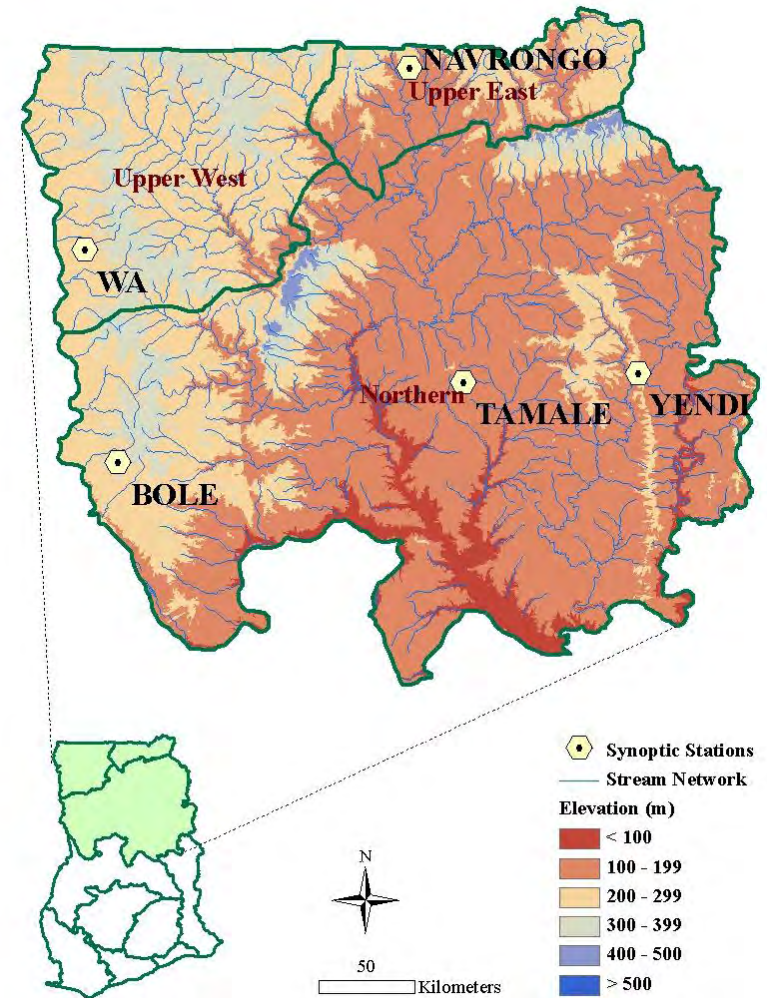 NAVRONGO
Upper East
Upper West
WA
Northern
TAMALE
YENDI
BOLE
Synoptic Stations
Stream Network
Elevation (m)
< 100
100 - 199
200 - 299
300 - 399
400 - 500
> 500
N
50
Kilometers